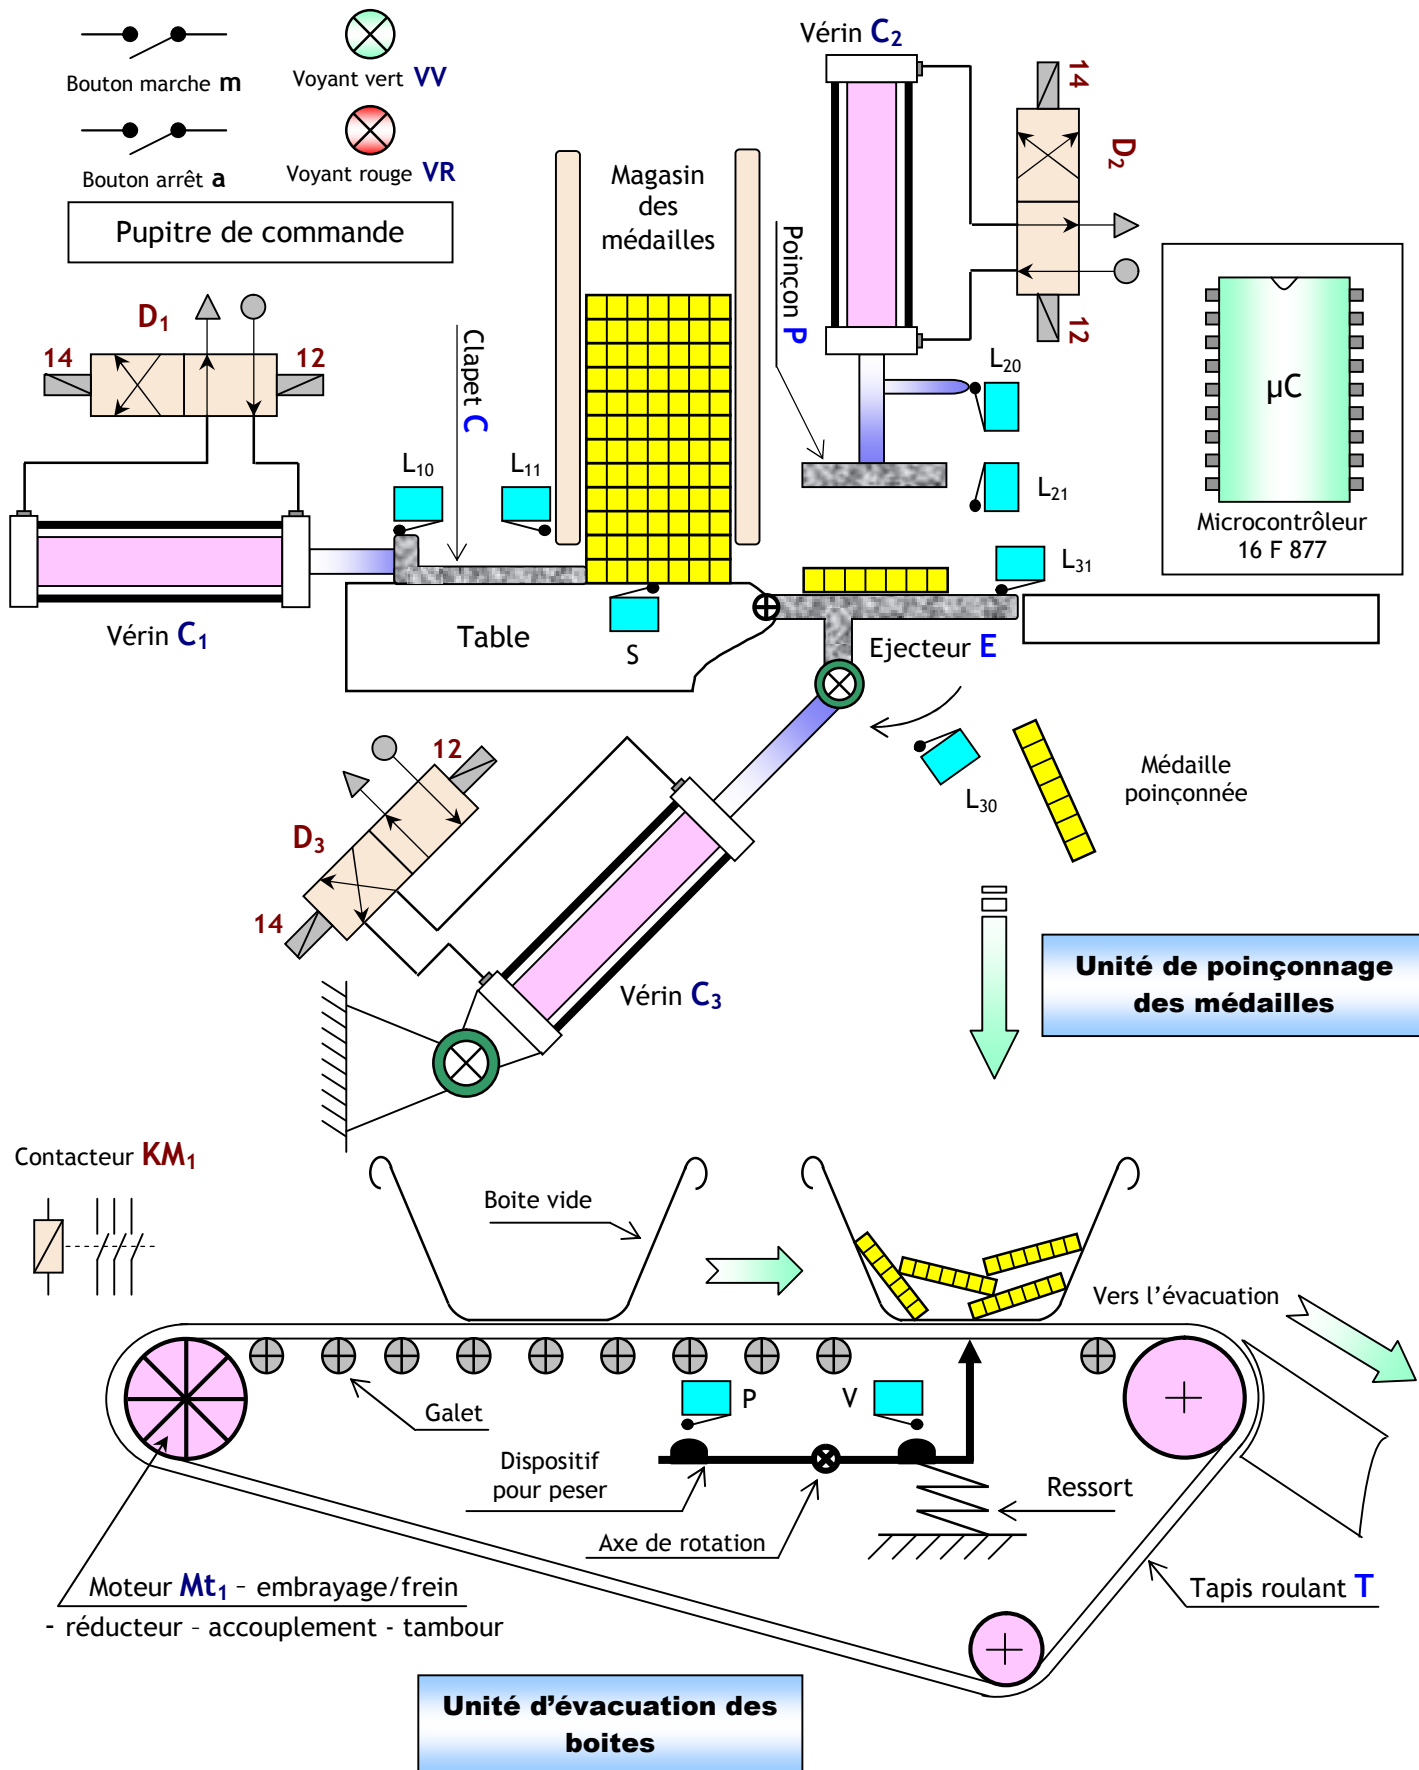 Bouton marche m
Voyant vert VV
Bouton arrêt a
Voyant rouge VR
Pupitre de commande
Magasin
des
médailles
Vérin C2
14
D2
12
Poinçon P
L20
L21
µC
Microcontrôleur
16 F 877
D1
14
12
Clapet C
L10
L11
L31
Vérin C1
Table
S
Ejecteur E
12
D3
14
L30
Médaille
poinçonnée
Vérin C3
Unité de poinçonnage
des médailles
Contacteur KM1
Boite vide
Vers l'évacuation
Galet
P
V
Dispositif
pour peser
Ressort
Axe de rotation
Moteur Mt1 – embrayage/frein
- réducteur – accouplement - tambour
Tapis roulant T
Unité d'évacuation des
boites